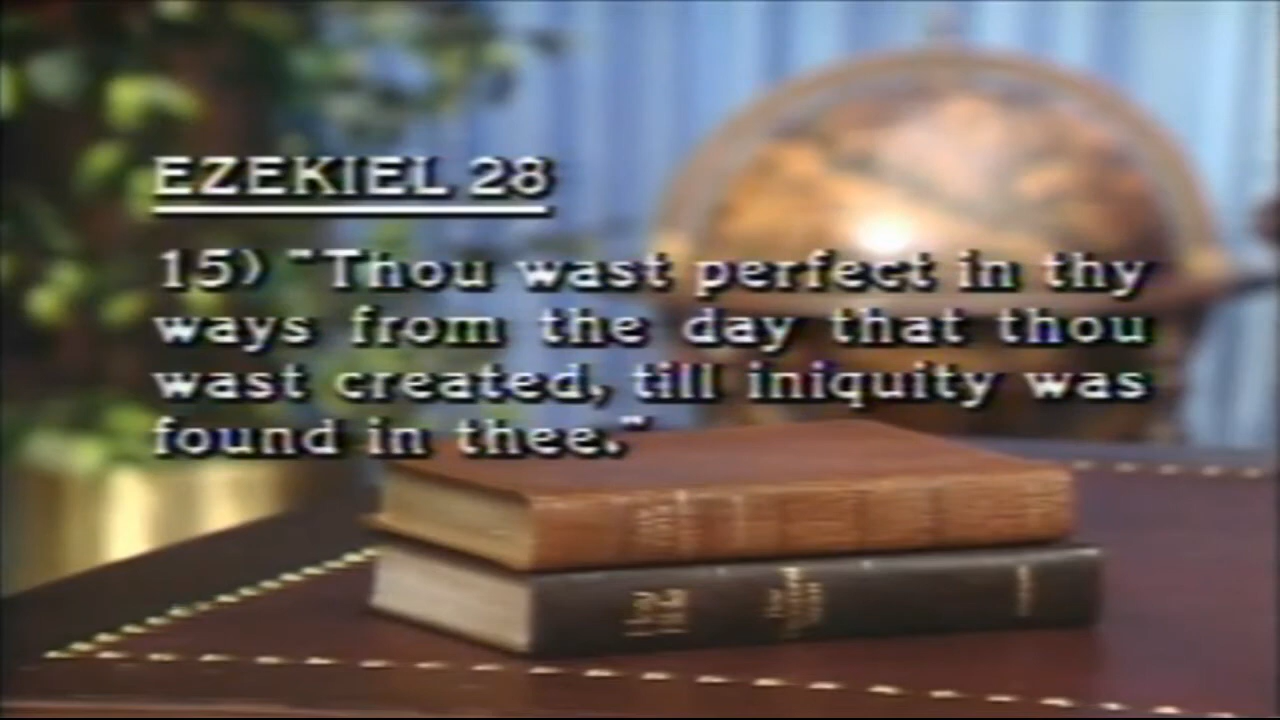 EZEKIEL 28
15) "Thou wast perfect in thy
ways from the day that thou
wast created, till iniquity was
found in thee."